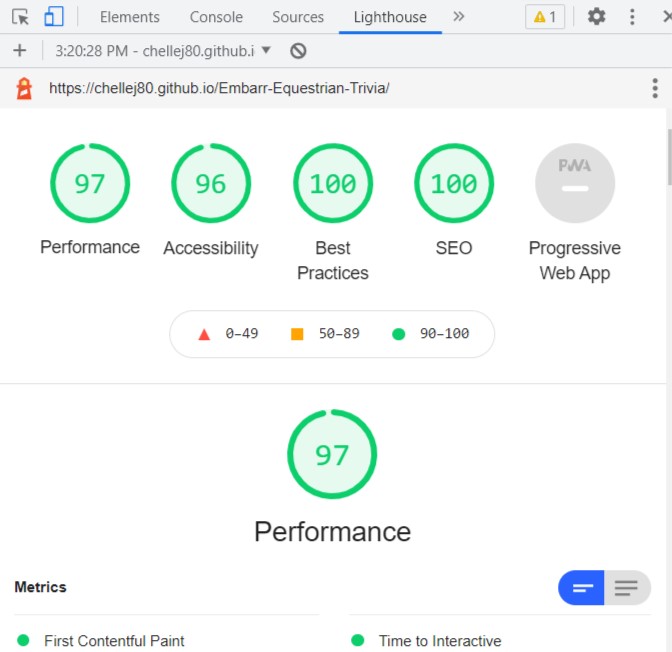 Elements Console Sources Lighthouse 1
3:20:28 PM - chellej80.github.i
https://chellej80.github.io/Embarr-Equestrian-Trivia/
97 96 100 100 PWA
Performance Accessibility Best Practices SEO Progressive Web App
0–49 50–89 90–100
97
Performance
Metrics
First Contentful Paint Time to Interactive